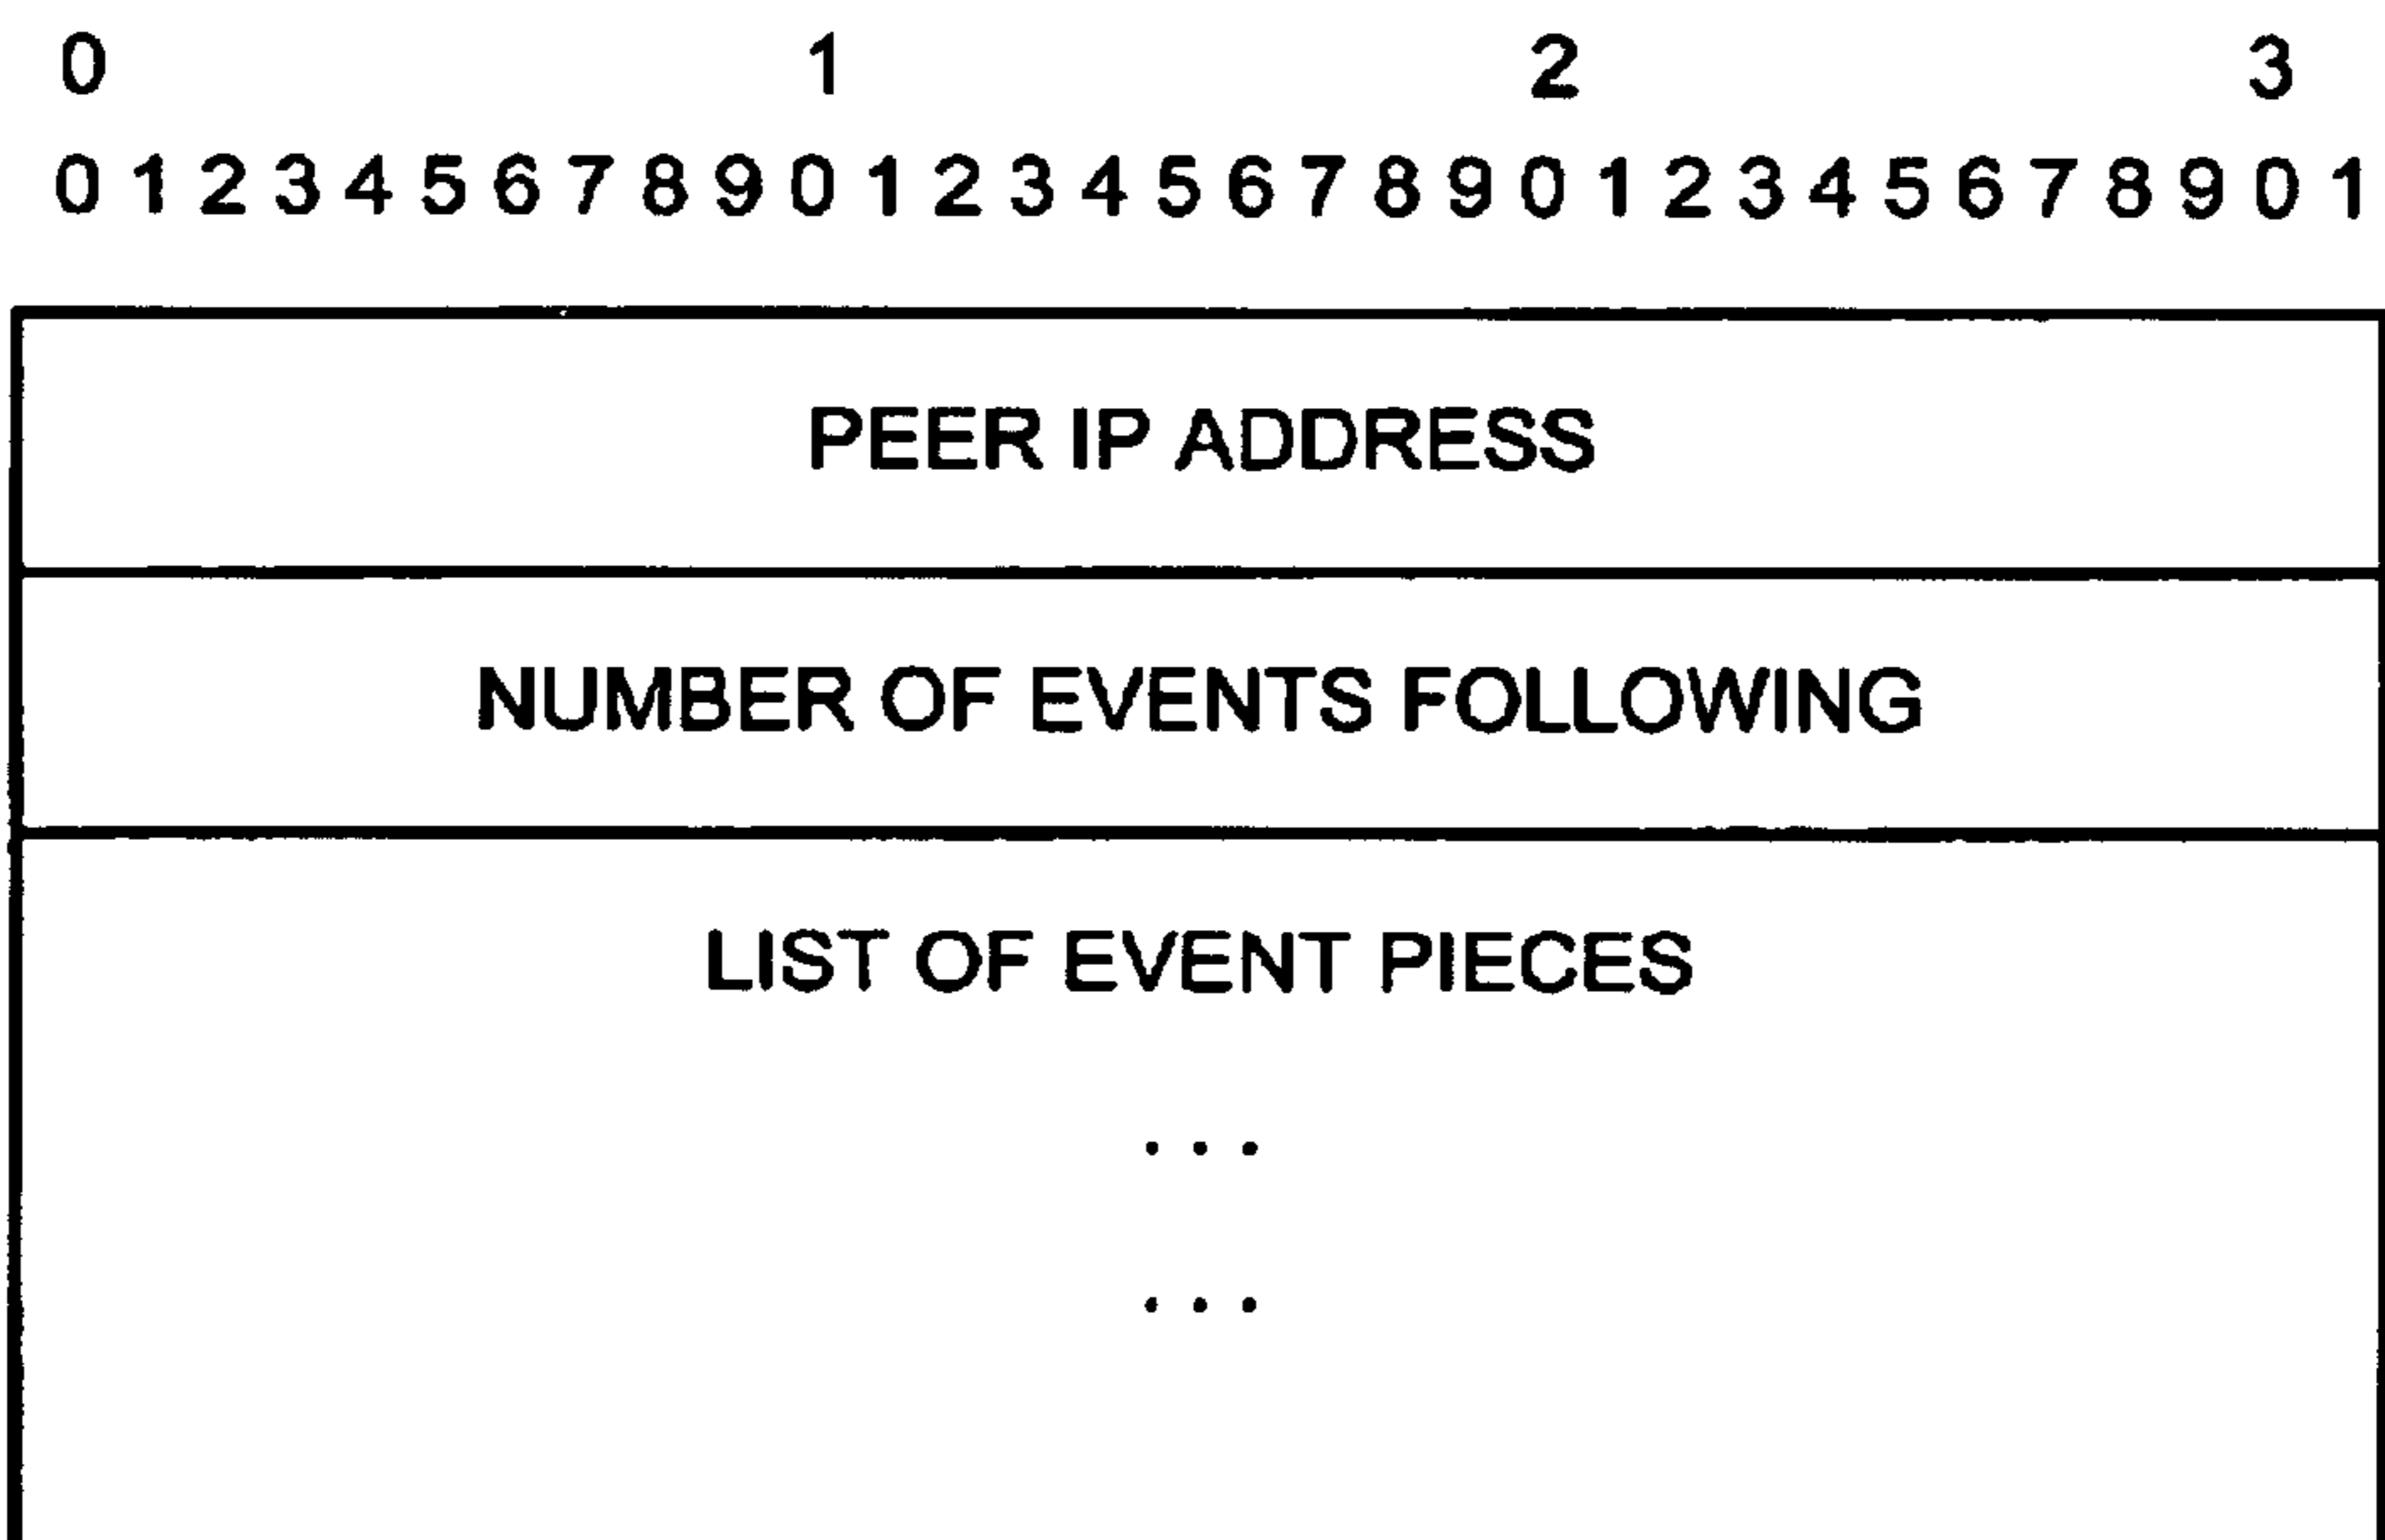 0 1 2 3
0 1 2 3 4 5 6 7 8 9 0 1 2 3 4 5 6 7 8 9 0 1 2 3 4 5 6 7 8 9 0 1
PEER IP ADDRESS
NUMBER OF EVENTS FOLLOWING
LIST OF EVENT PIECES
. . .
. . .